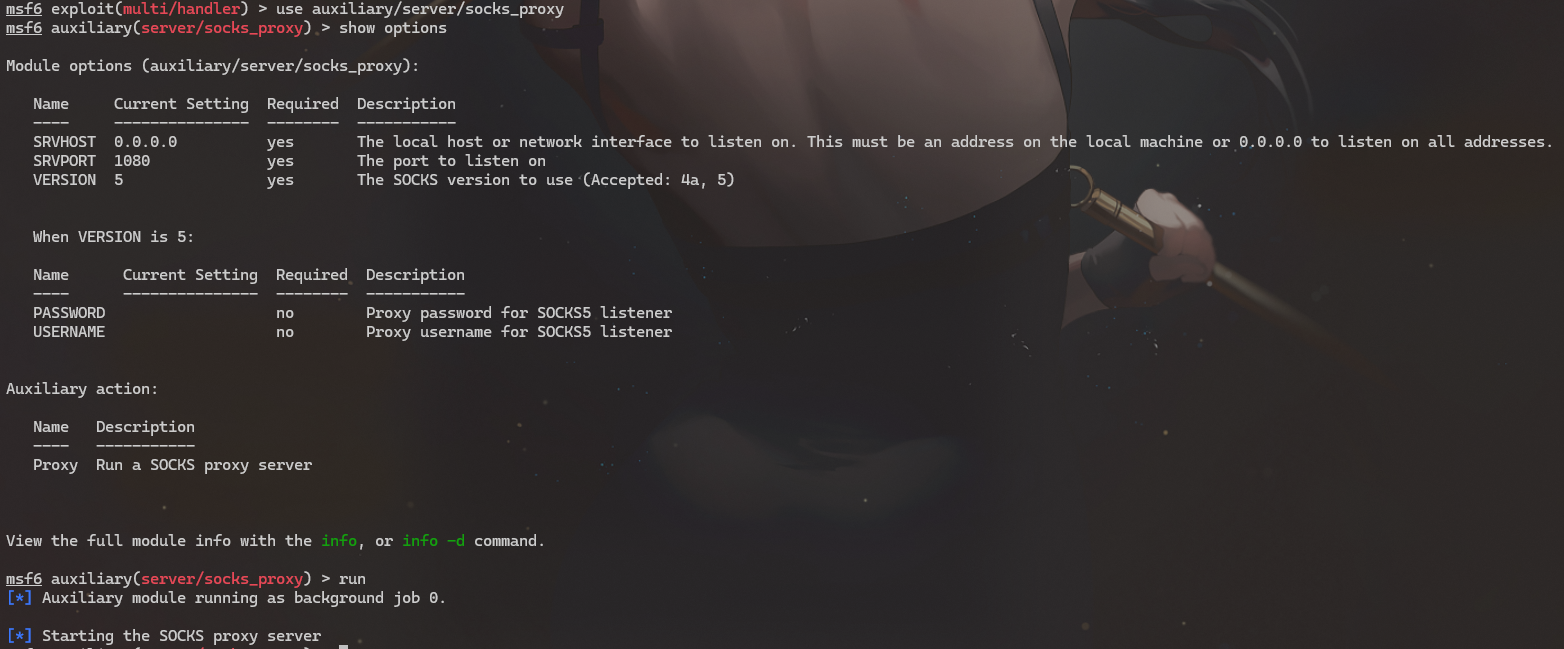 msf6 exploit(multi/handler) > use auxiliary/server/socks_proxy
msf6 auxiliary(server/socks_proxy) > show options
Module options (auxiliary/server/socks_proxy):
Name Current Setting Required Description
---- --------------- -------- -----------
SRVHOST 0.0.0.0 yes The local host or network interface to listen on. This must be an address on the local machine or 0.0.0.0 to listen on all addresses.
SRVPORT 1080 yes The port to listen on
VERSION 5 yes The SOCKS version to use (Accepted: 4a, 5)
When VERSION is 5:
Name Current Setting Required Description
---- --------------- -------- -----------
PASSWORD no Proxy password for SOCKS5 listener
USERNAME no Proxy username for SOCKS5 listener
Auxiliary action:
Name Description
---- -----------
Proxy Run a SOCKS proxy server
View the full module info with the info, or info -d command.
msf6 auxiliary(server/socks_proxy) > run
[*] Auxiliary module running as background job 0.
[*] Starting the SOCKS proxy server